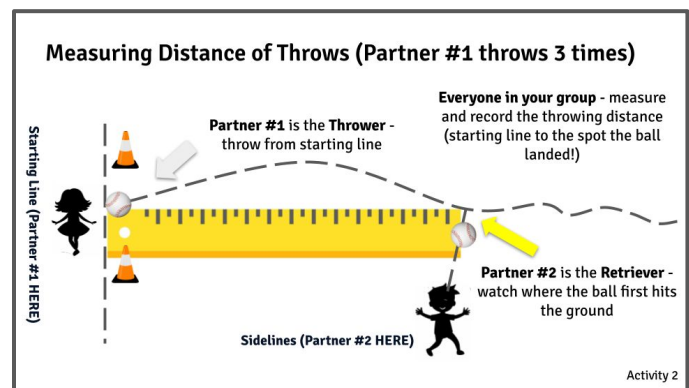 Measuring Distance of Throws (Partner #1 throws 3 times)
Starting Line (Partner #1 HERE)
Partner #1 is the Thrower -
throw from starting line
Everyone in your group - measure
and record the throwing distance
(starting line to the spot the ball
landed!)
Partner #2 is the Retriever -
watch where the ball first hits
the ground
Sidelines (Partner #2 HERE)
Activity 2